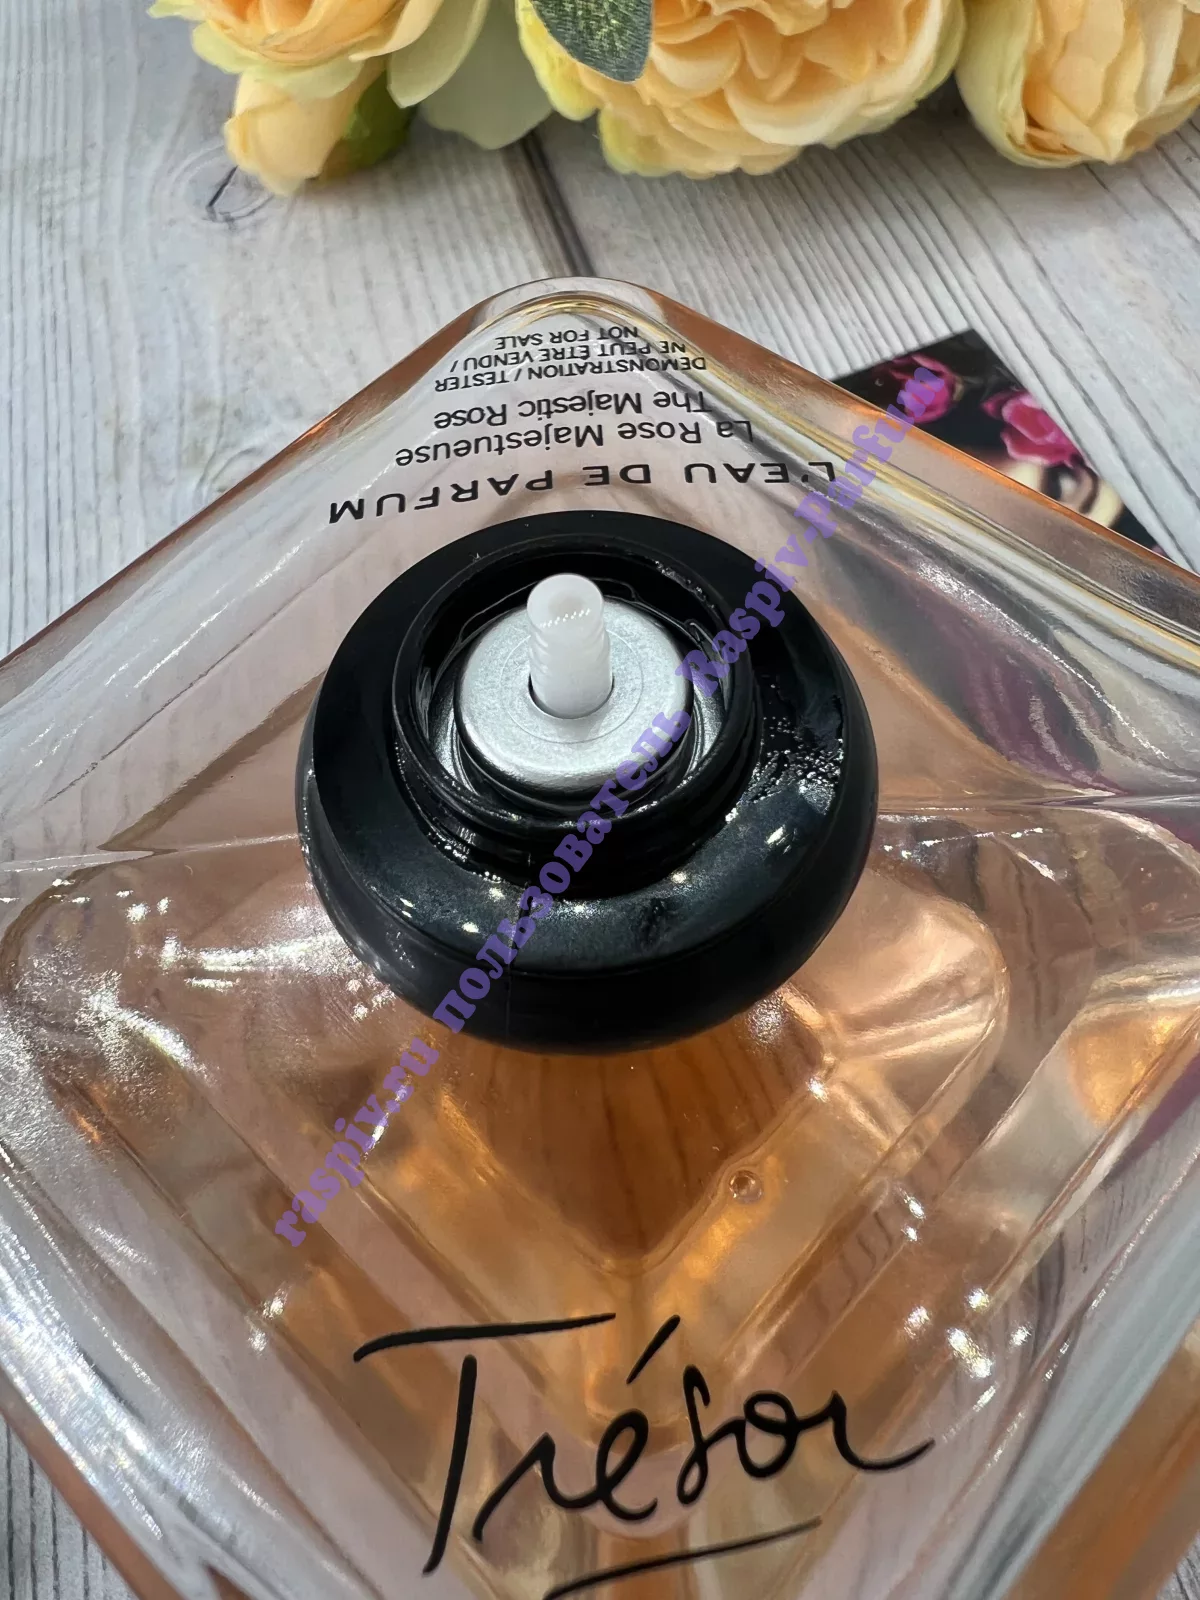 L'EAU DE PARFUM
La Rose Majestueuse
The Majestic Rose
DEMONSTRATION / TESTER
NE PEUT ETRE VENDU /
NOT FOR SALE
Trésor
raspiv.ru пользователь Raspiv-Parfum